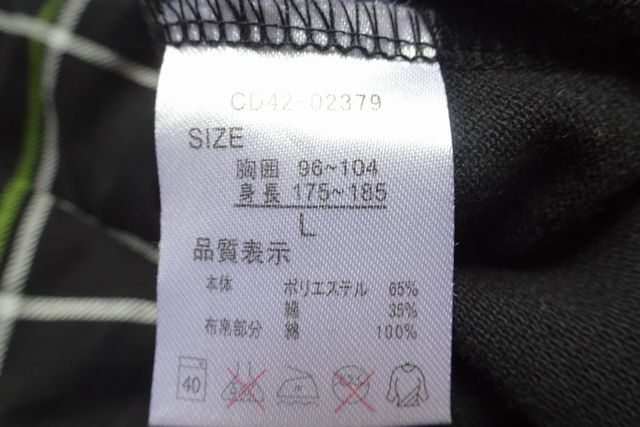 CD42-02379
SIZE
胸囲 96~104
身長 175~185
L
品質表示
本体 ポリエステル 65%
綿 35%
布帛部分 綿 100%
40